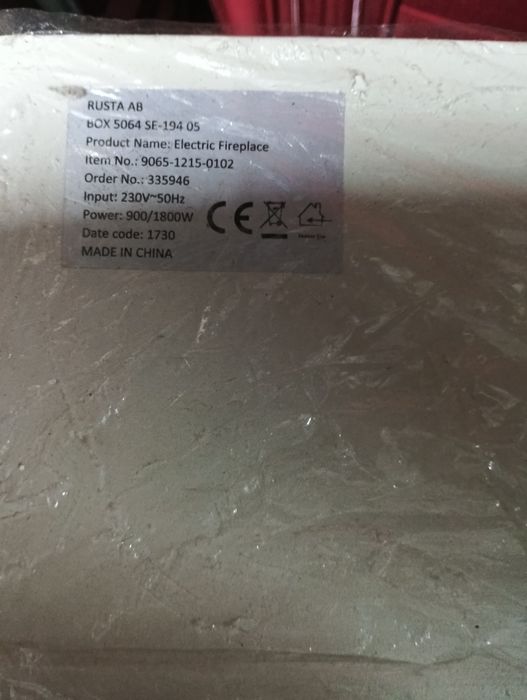 RUSTA AB
BOX 5064 SE-194 05
Product Name: Electric Fireplace
Item No.: 9065-1215-0102
Order No.: 335946
Input: 230V~50Hz
Power: 900/1800W
Date code: 1730
MADE IN CHINA
CE